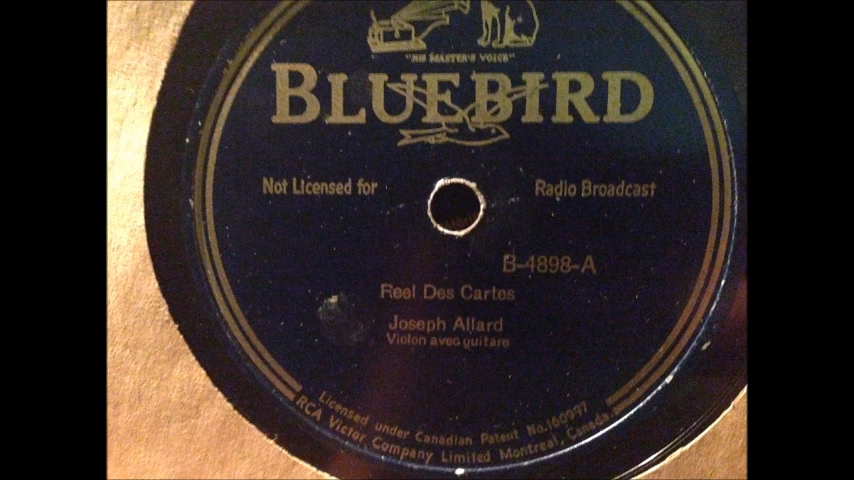 "HIS MASTER'S VOICE"
BLUEBIRD
Not Licensed for Radio Broadcast
B-4898-A
Reel Des Cartes
Joseph Allard
Violon avec guitare
Licensed under Canadian Patent No.160997
RCA Victor Company Limited Montreal, Canada.